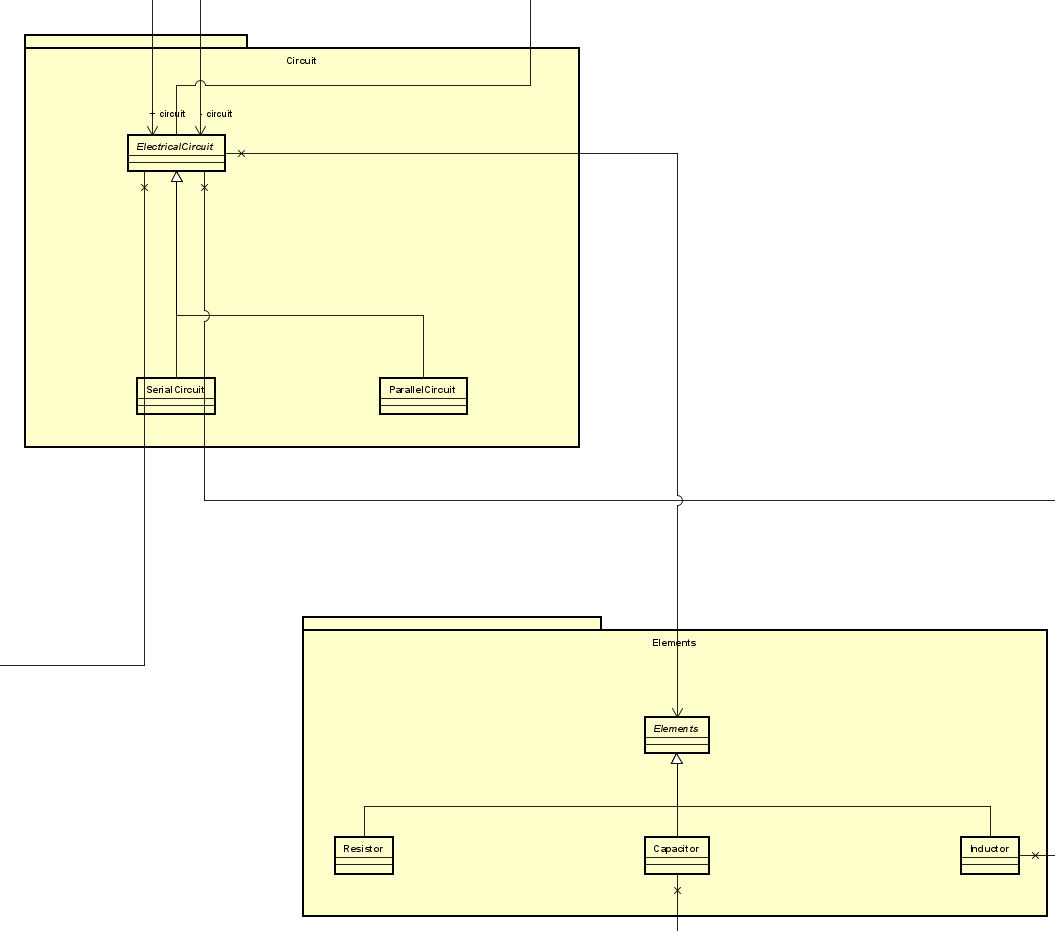 Circuit
+ circuit
- circuit
ElectricalCircuit
SerialCircuit
ParallelCircuit
Elements
Elements
Resistor
Capacitor
Inductor